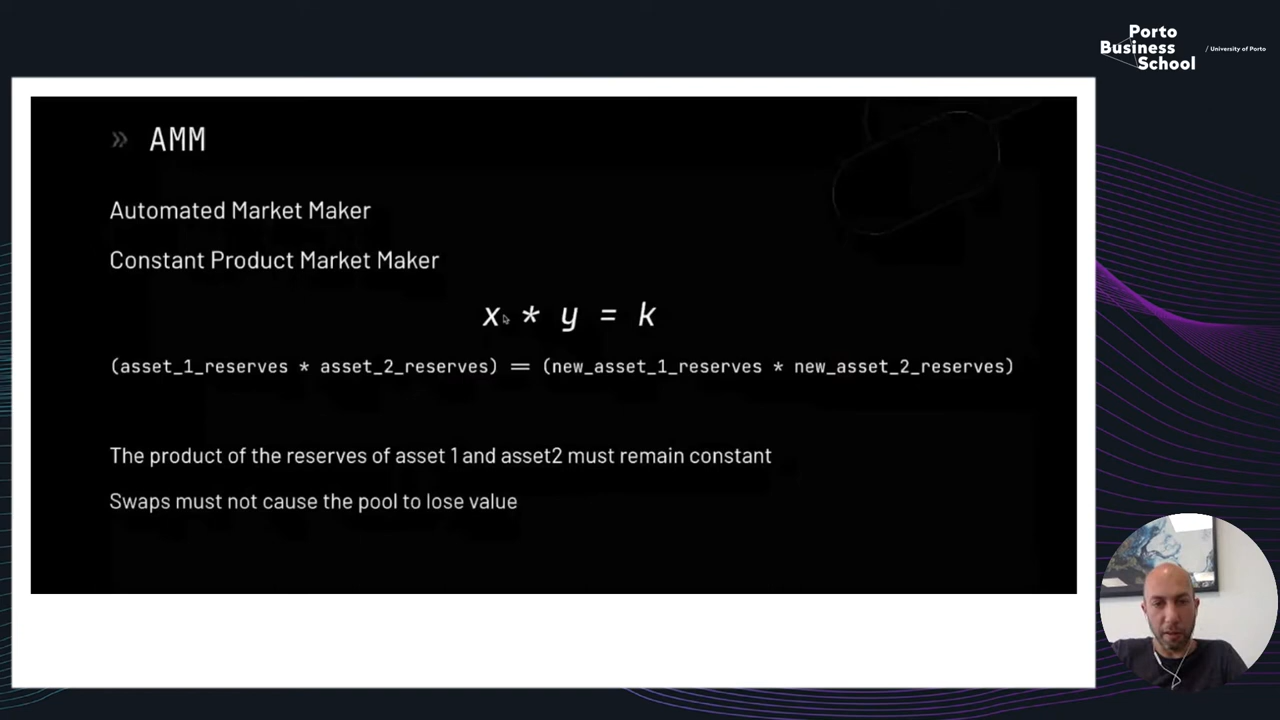 Porto
Business
School
/ University of Porto
» AMM
Automated Market Maker
Constant Product Market Maker
x * y = k
(asset_1_reserves * asset_2_reserves) == (new_asset_1_reserves * new_asset_2_reserves)
The product of the reserves of asset 1 and asset2 must remain constant
Swaps must not cause the pool to lose value